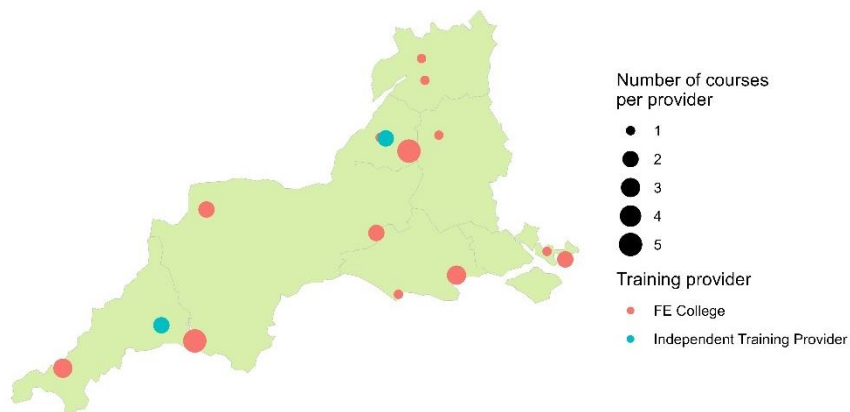 Number of courses
per provider
1
2
3
4
5
Training provider
FE College
Independent Training Provider